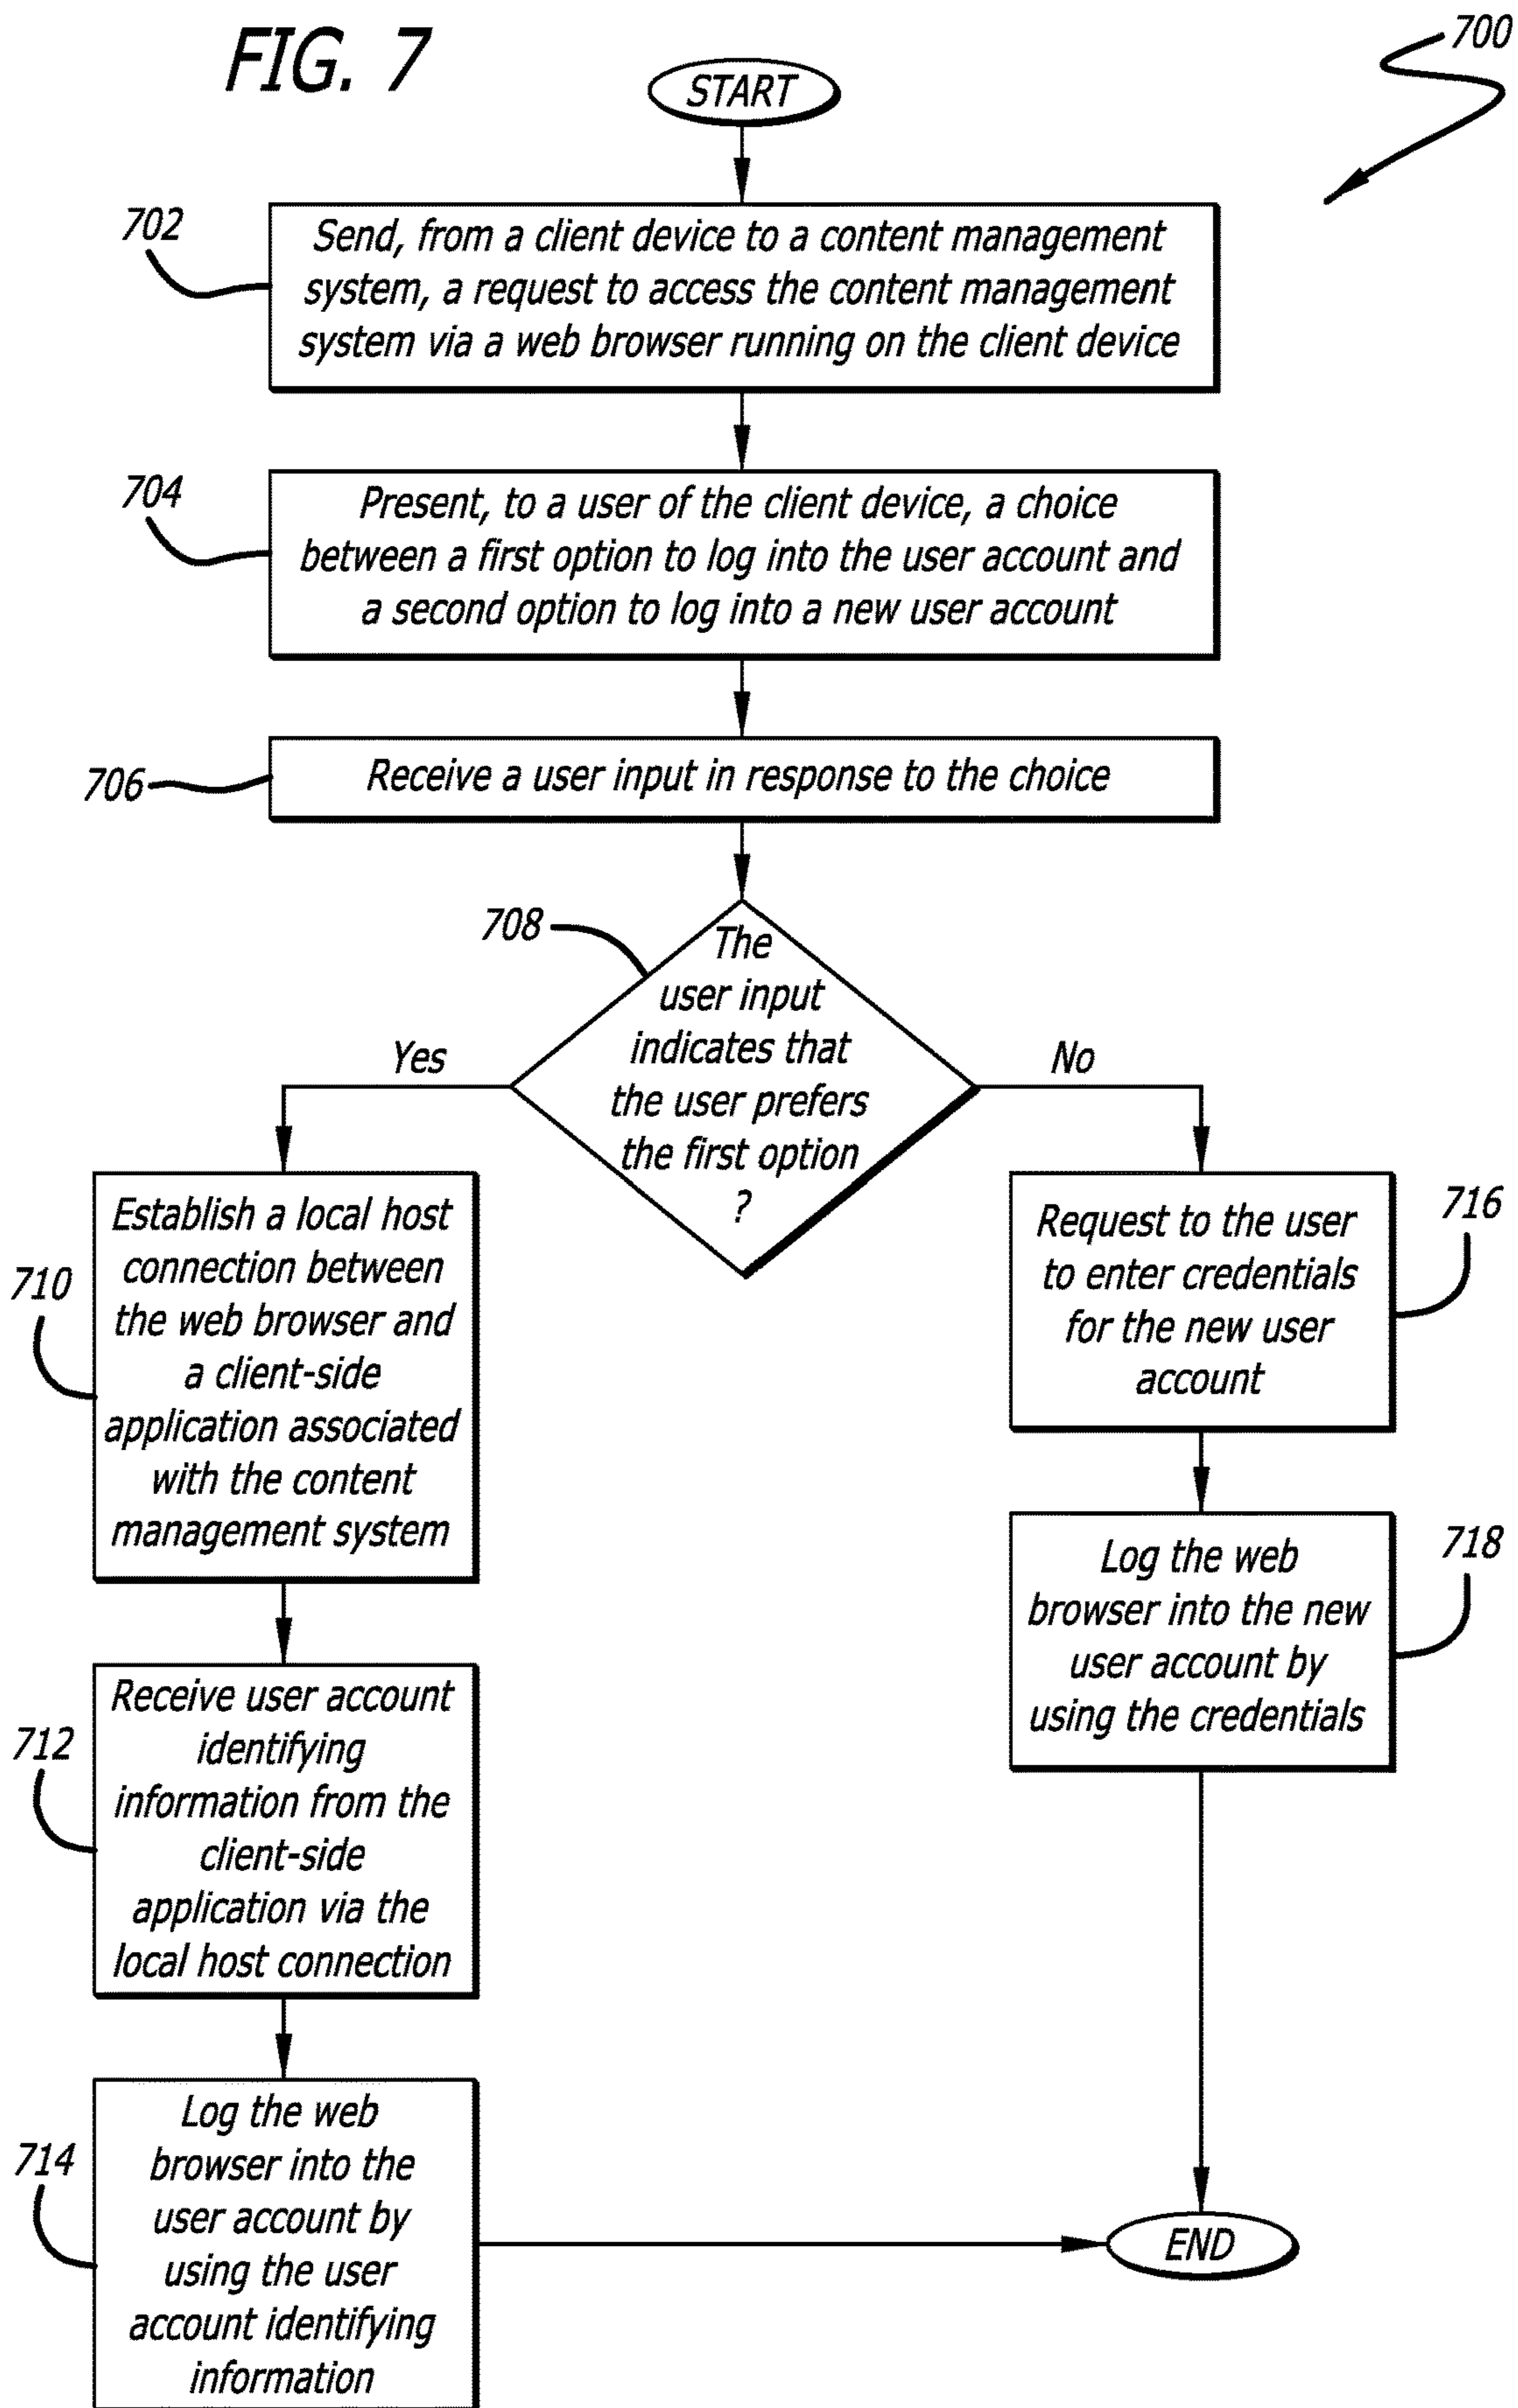 FIG. 7
700
START
702
Send, from a client device to a content management
system, a request to access the content management
system via a web browser running on the client device
704
Present, to a user of the client device, a choice
between a first option to log into the user account and
a second option to log into a new user account
706
Receive a user input in response to the choice
708
The
user input
indicates that
the user prefers
the first option
?
Yes
No
710
Establish a local host
connection between
the web browser and
a client-side
application associated
with the content
management system
716
Request to the user
to enter credentials
for the new user
account
718
Log the web
browser into the new
user account by
using the credentials
712
Receive user account
identifying
information from the
client-side
application via the
local host connection
714
Log the web
browser into the
user account by
using the user
account identifying
information
END